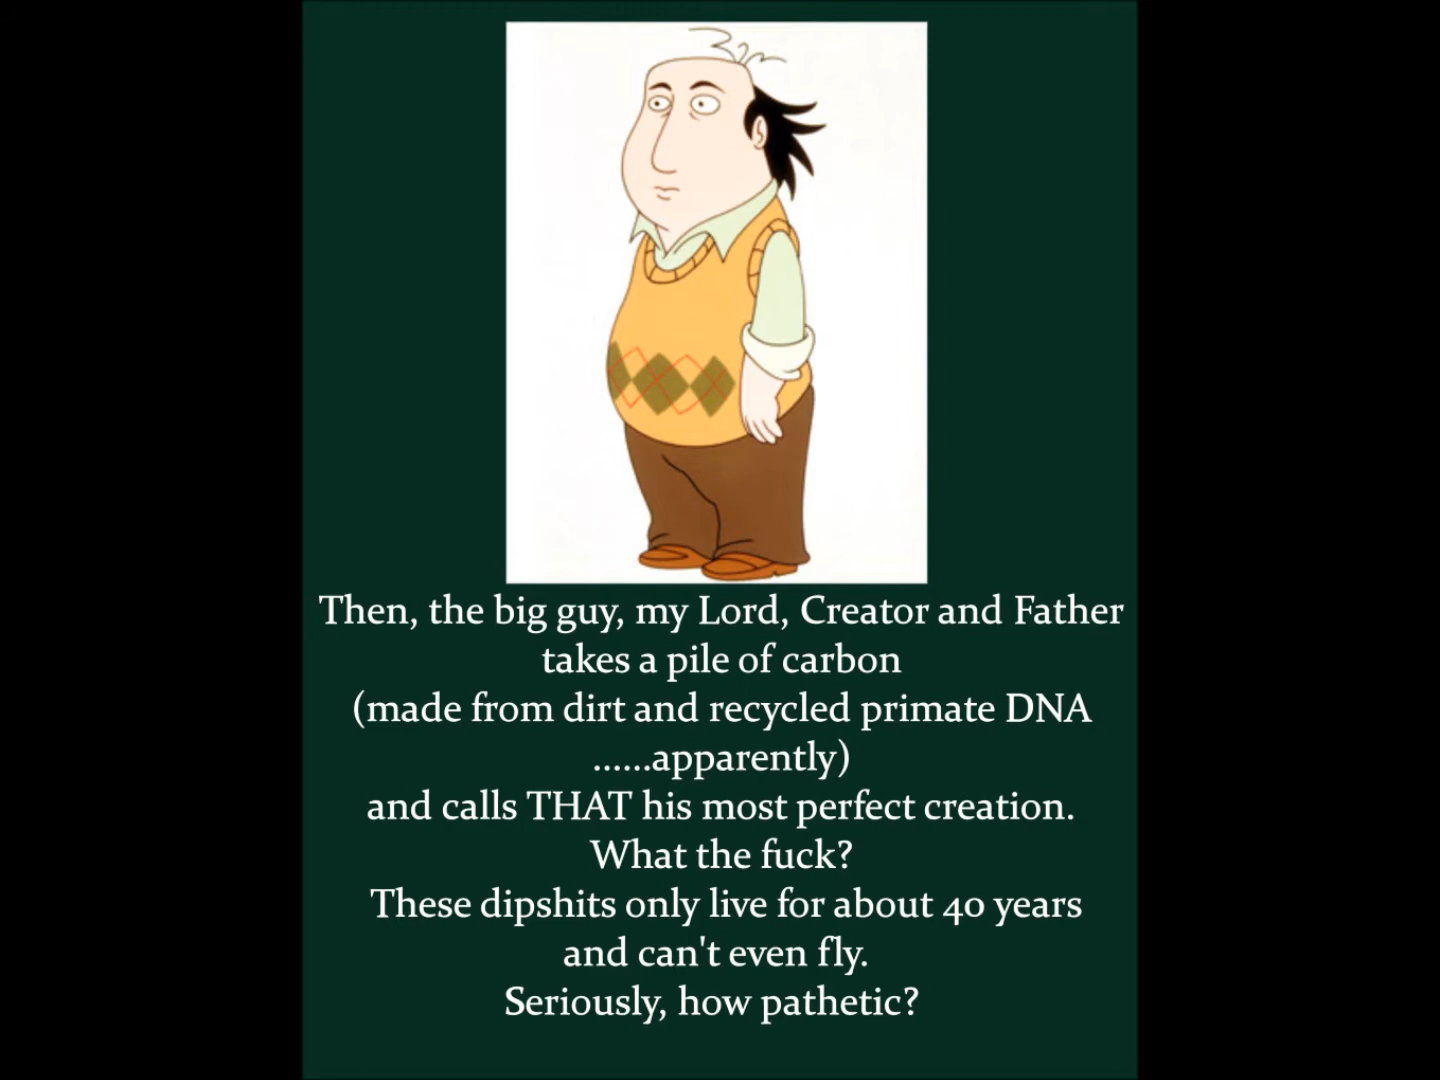 Then, the big guy, my Lord, Creator and Father
takes a pile of carbon
(made from dirt and recycled primate DNA
......apparently)
and calls THAT his most perfect creation.
What the fuck?
These dipshits only live for about 40 years
and can't even fly.
Seriously, how pathetic?